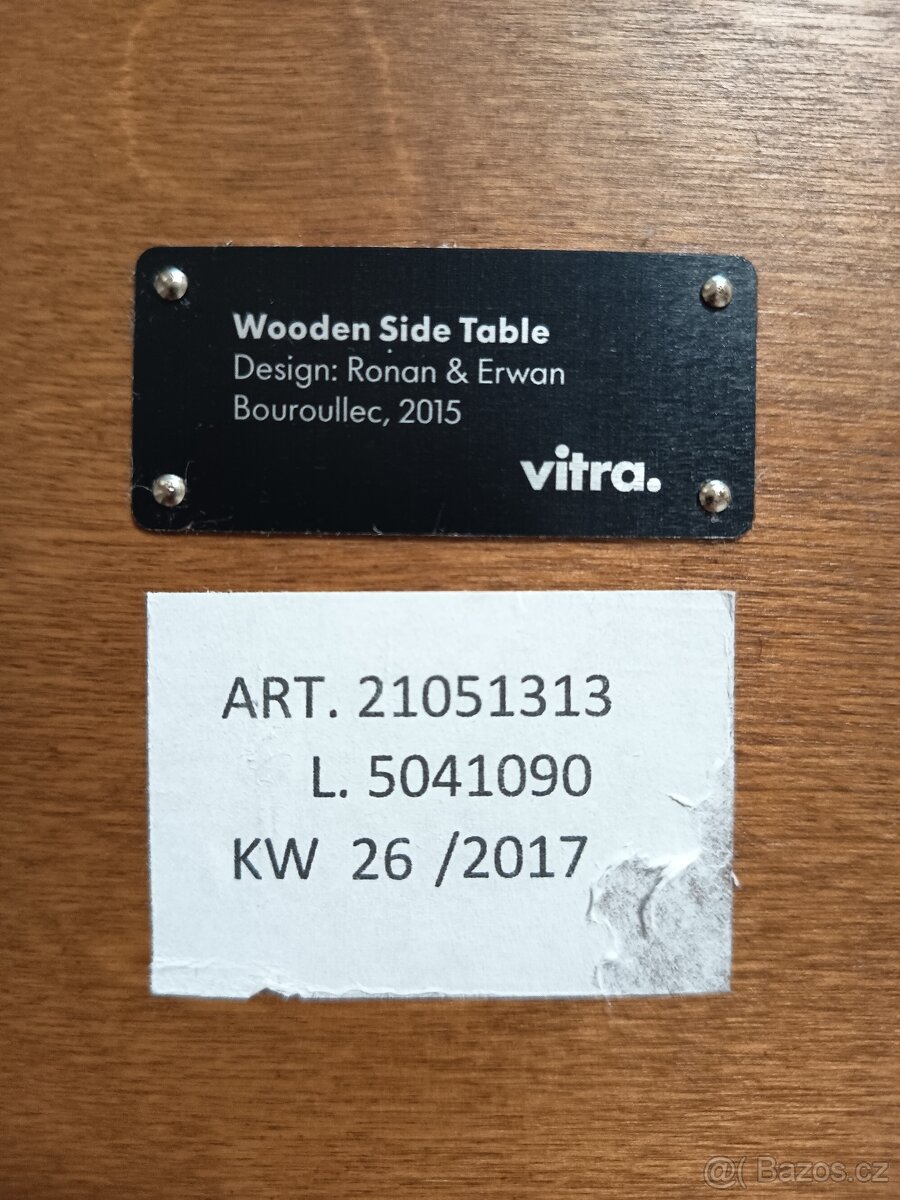 Wooden Side Table
Design: Ronan & Erwan
Bouroullec, 2015
vitra.
ART. 21051313
L. 5041090
KW 26 /2017
@( Bazos.cz